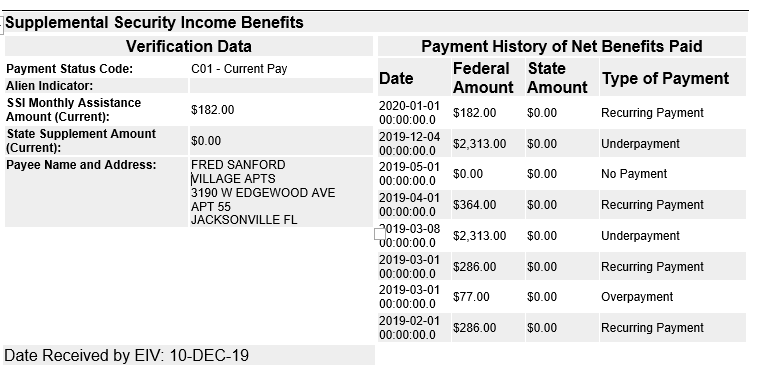 Supplemental Security Income Benefits
Verification Data
Payment Status Code: C01 - Current Pay
Alien Indicator:
SSI Monthly Assistance
Amount (Current): $182.00
State Supplement Amount
(Current): $0.00
Payee Name and Address: FRED SANFORD
VILLAGE APTS
3190 W EDGEWOOD AVE
APT 55
JACKSONVILLE FL
Payment History of Net Benefits Paid
Date Federal Amount State Amount Type of Payment
2020-01-01 00:00:00.0 $182.00 $0.00 Recurring Payment
2019-12-04 00:00:00.0 $2,313.00 $0.00 Underpayment
2019-05-01 00:00:00.0 $0.00 $0.00 No Payment
2019-04-01 00:00:00.0 $364.00 $0.00 Recurring Payment
2019-03-08 00:00:00.0 $2,313.00 $0.00 Underpayment
2019-03-01 00:00:00.0 $286.00 $0.00 Recurring Payment
2019-03-01 00:00:00.0 $77.00 $0.00 Overpayment
2019-02-01 00:00:00.0 $286.00 $0.00 Recurring Payment
Date Received by EIV: 10-DEC-19